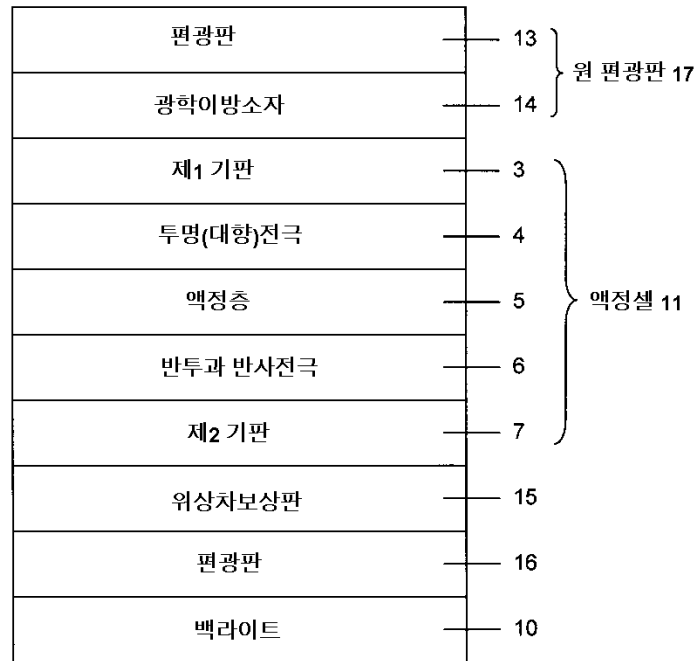 편광판 13
원 편광판 17
광학이방소자 14
제1 기판 3
투명(대향)전극 4
액정층 5
액정셀 11
반투과 반사전극 6
제2 기판 7
위상차보상판 15
편광판 16
백라이트 10